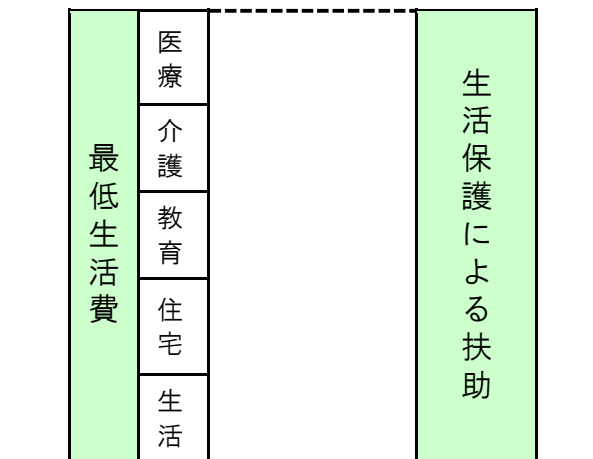 最低生活費
医療
介護
教育
住宅
生活
生活保護による扶助